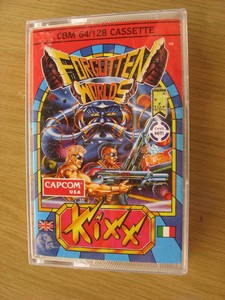 CBM 64/128 CASSETTE
FORGOTTEN
WORLDS
CAPCOM
USA
Kixx